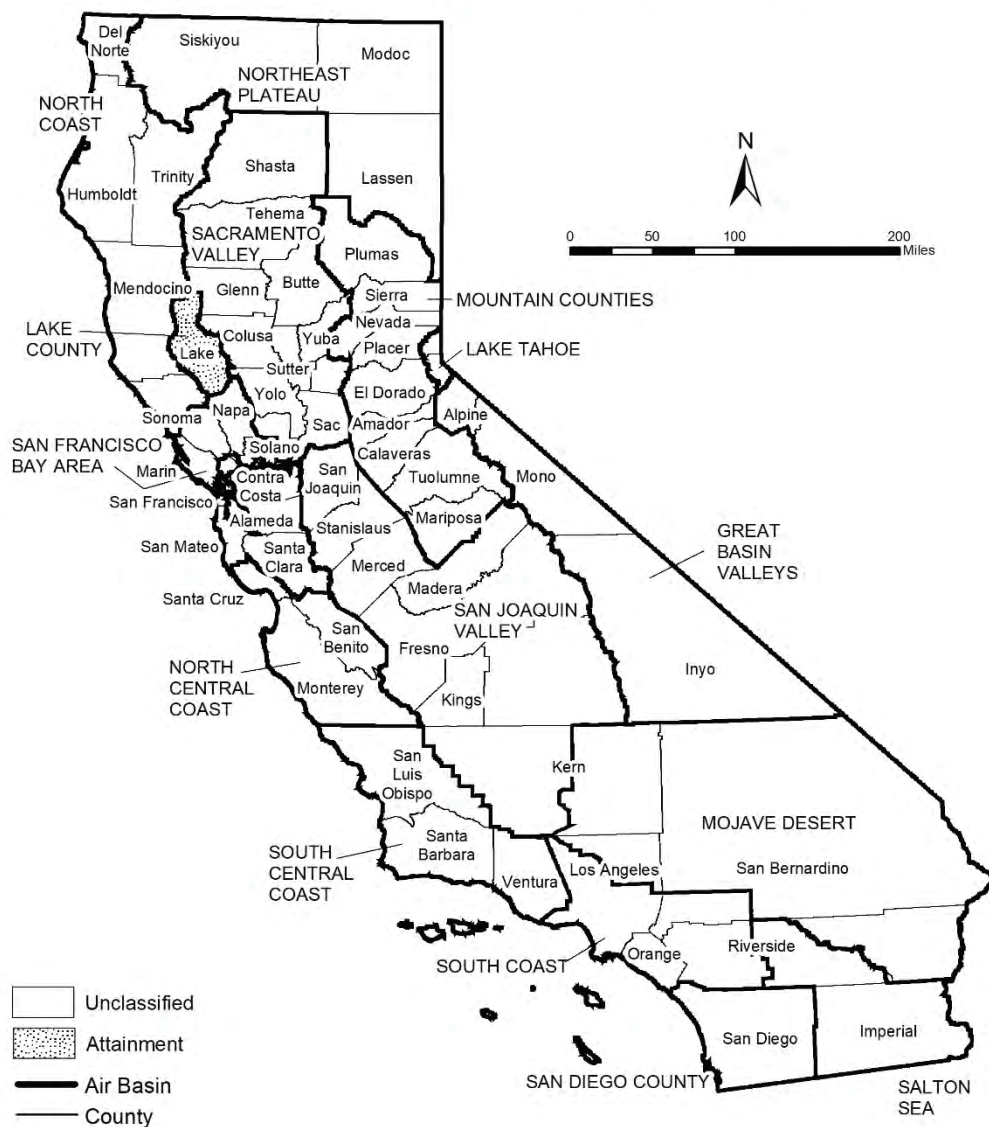 Del
Norte
Siskiyou
Modoc
NORTHEAST
PLATEAU
NORTH
COAST
Humboldt
Trinity
Shasta
Lassen
Tehema
SACRAMENTO
VALLEY
Plumas
Mendocino
Glenn
Butte
Sierra
MOUNTAIN COUNTIES
LAKE
COUNTY
Lake
Colusa
Yuba
Nevada
Placer
LAKE TAHOE
Sutter
Yolo
El Dorado
Napa
Sonoma
Sac
Amador
Alpine
SAN FRANCISCO
BAY AREA
Marin
Solano
Calaveras
Contra
Costa
San
Joaquin
Tuolumne
Mono
San Francisco
Alameda
Stanislaus
Mariposa
San Mateo
Santa
Clara
Merced
GREAT
BASIN
VALLEYS
Santa Cruz
Madera
SAN JOAQUIN
VALLEY
San
Benito
Fresno
NORTH
CENTRAL
COAST
Monterey
Kings
Inyo
San
Luis
Obispo
Kern
MOJAVE DESERT
SOUTH
CENTRAL
COAST
Santa
Barbara
Ventura
Los Angeles
San Bernardino
SOUTH COAST
Orange
Riverside
San Diego
Imperial
SAN DIEGO COUNTY
SALTON
SEA
N
0 50 100 200
Miles
Unclassified
Attainment
Air Basin
County